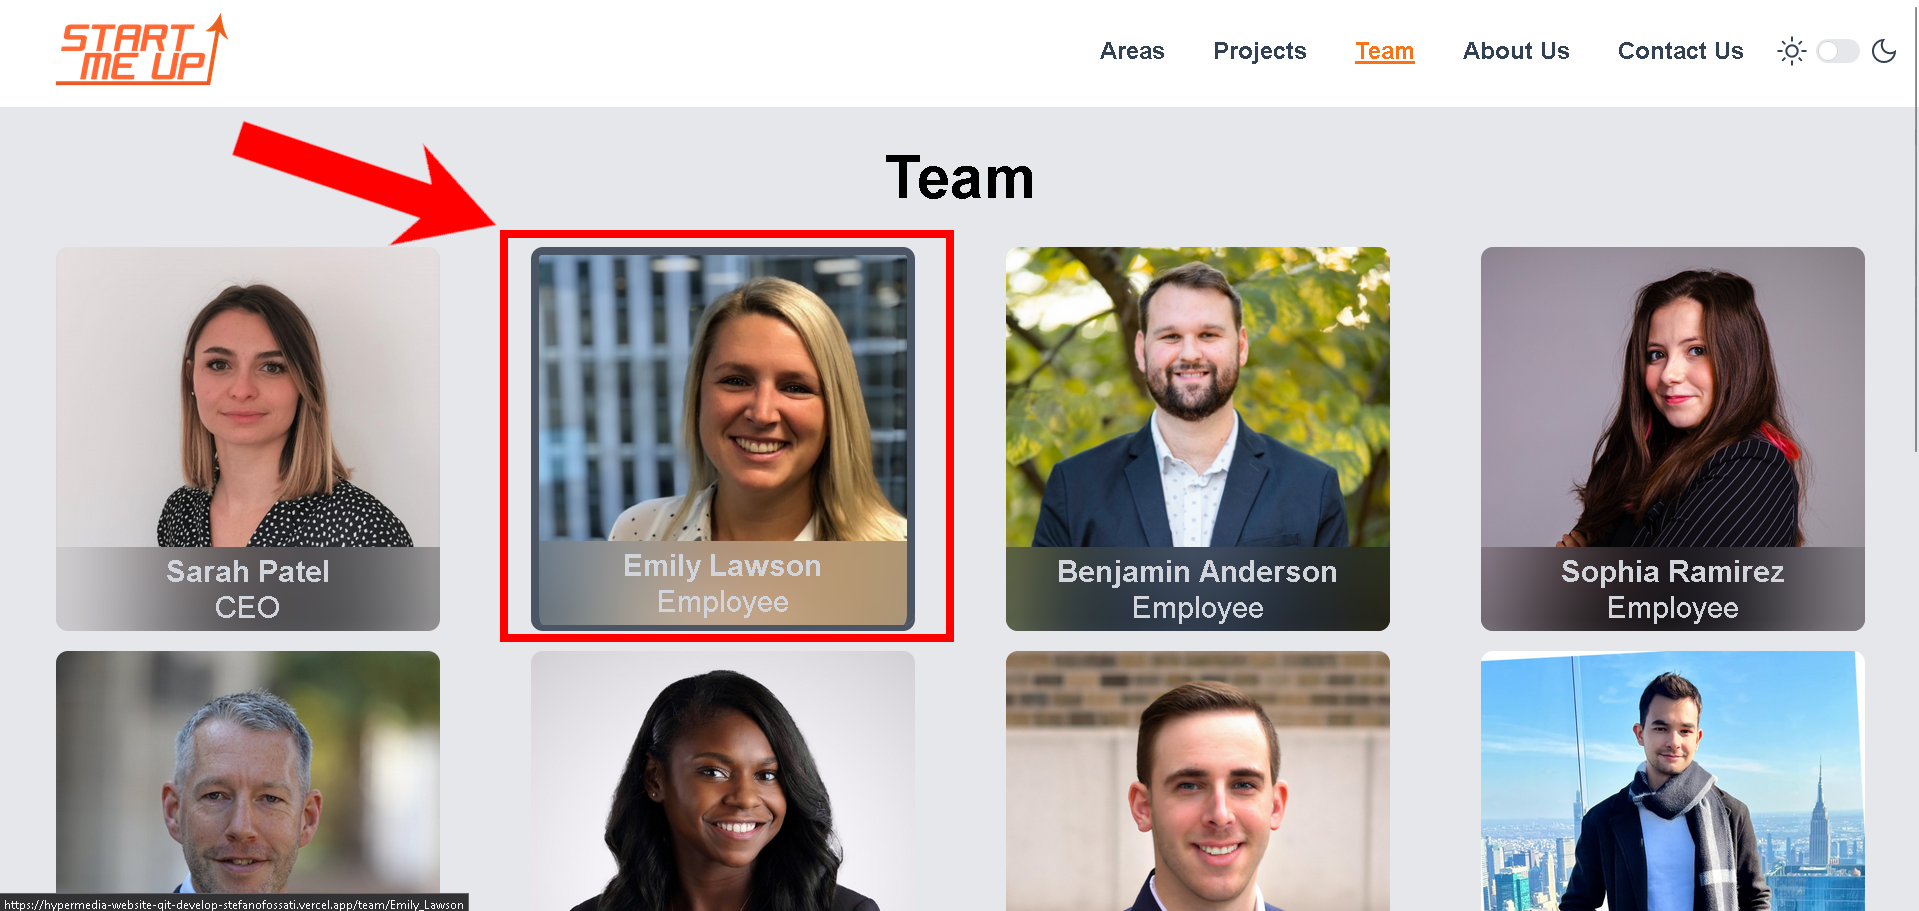 START
ME UP
Areas
Projects
Team
About Us
Contact Us
Team
Sarah Patel
CEO
Emily Lawson
Employee
Benjamin Anderson
Employee
Sophia Ramirez
Employee
https://hypermedia-website-git-develop-stefanofossati.vercel.app/team/Emily_Lawson